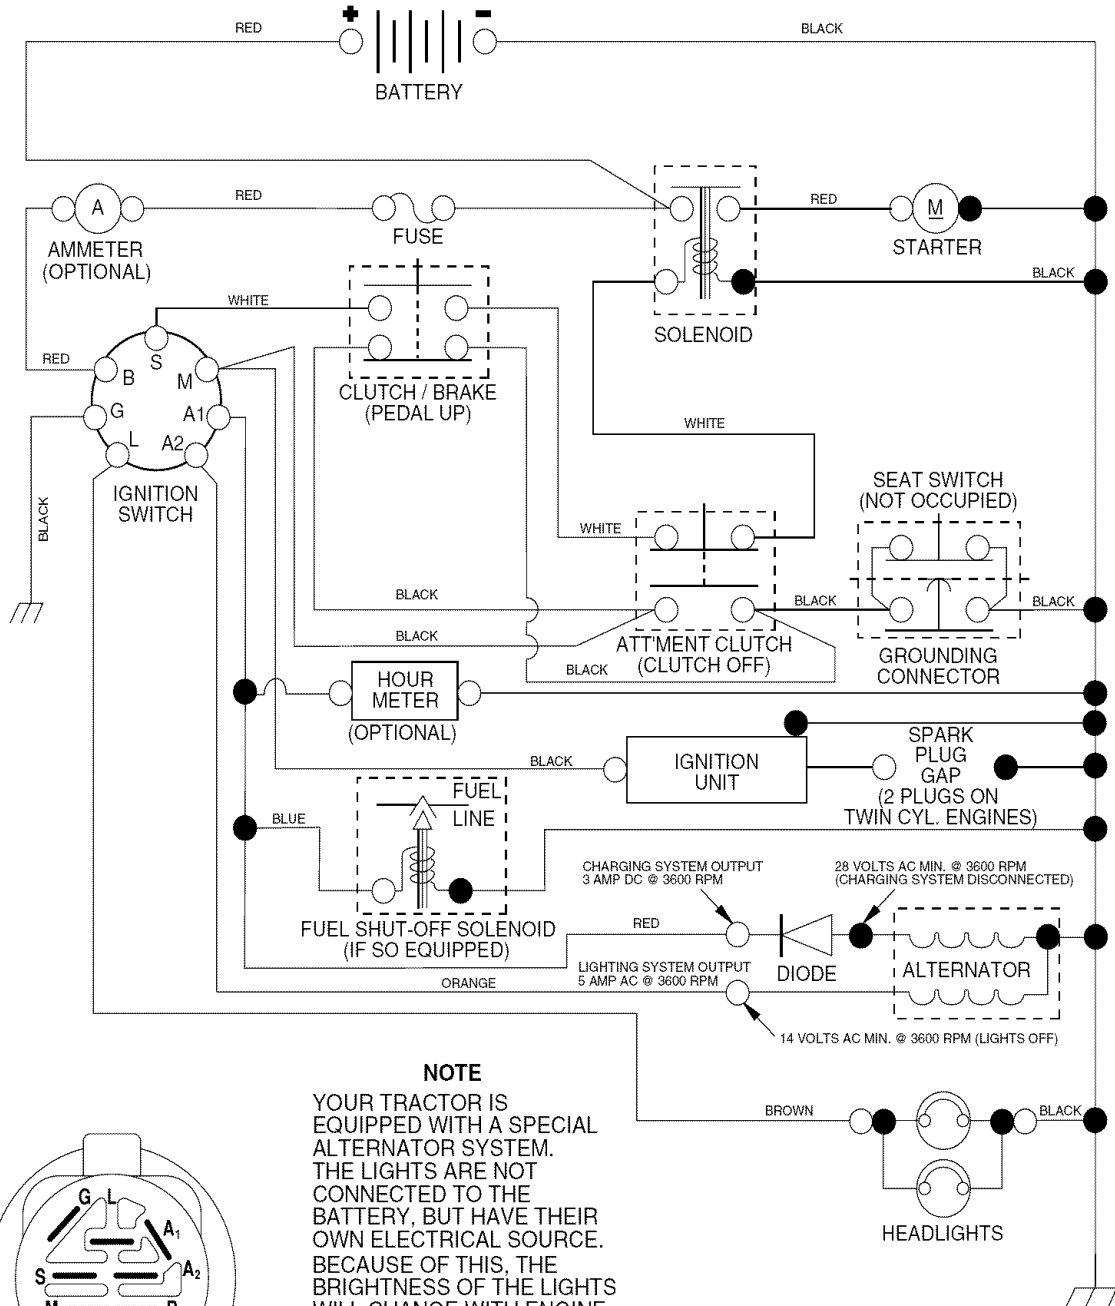 + -
RED
BLACK
BATTERY
RED
A
AMMETER
(OPTIONAL)
FUSE
RED
M
STARTER
BLACK
SOLENOID
WHITE
RED
S
B
M
G
A1
L
A2
IGNITION
SWITCH
BLACK
CLUTCH / BRAKE
(PEDAL UP)
WHITE
SEAT SWITCH
(NOT OCCUPIED)
WHITE
BLACK
BLACK
BLACK
BLACK
ATT'MENT CLUTCH
(CLUTCH OFF)
BLACK
GROUNDING
CONNECTOR
HOUR
METER
(OPTIONAL)
BLACK
IGNITION
UNIT
SPARK
PLUG
GAP
(2 PLUGS ON
TWIN CYL. ENGINES)
BLUE
FUEL
LINE
FUEL SHUT-OFF SOLENOID
(IF SO EQUIPPED)
CHARGING SYSTEM OUTPUT
3 AMP DC @ 3600 RPM
28 VOLTS AC MIN. @ 3600 RPM
(CHARGING SYSTEM DISCONNECTED)
RED
DIODE
ALTERNATOR
LIGHTING SYSTEM OUTPUT
5 AMP AC @ 3600 RPM
ORANGE
14 VOLTS AC MIN. @ 3600 RPM (LIGHTS OFF)
BROWN
BLACK
HEADLIGHTS
NOTE
YOUR TRACTOR IS
EQUIPPED WITH A SPECIAL
ALTERNATOR SYSTEM.
THE LIGHTS ARE NOT
CONNECTED TO THE
BATTERY, BUT HAVE THEIR
OWN ELECTRICAL SOURCE.
BECAUSE OF THIS, THE
BRIGHTNESS OF THE LIGHTS
WILL CHANGE WITH ENGINE
G L
A1
A2
S
M
B